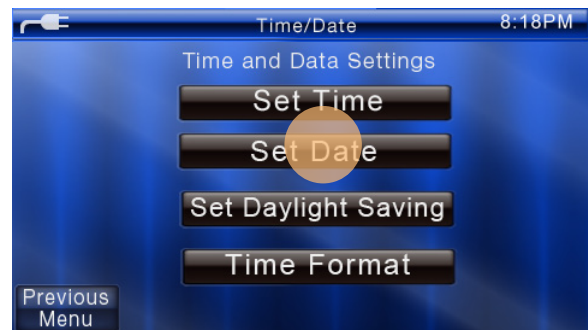 Time/Date 8:18PM
Time and Data Settings
Set Time
Set Date
Set Daylight Saving
Time Format
Previous
Menu